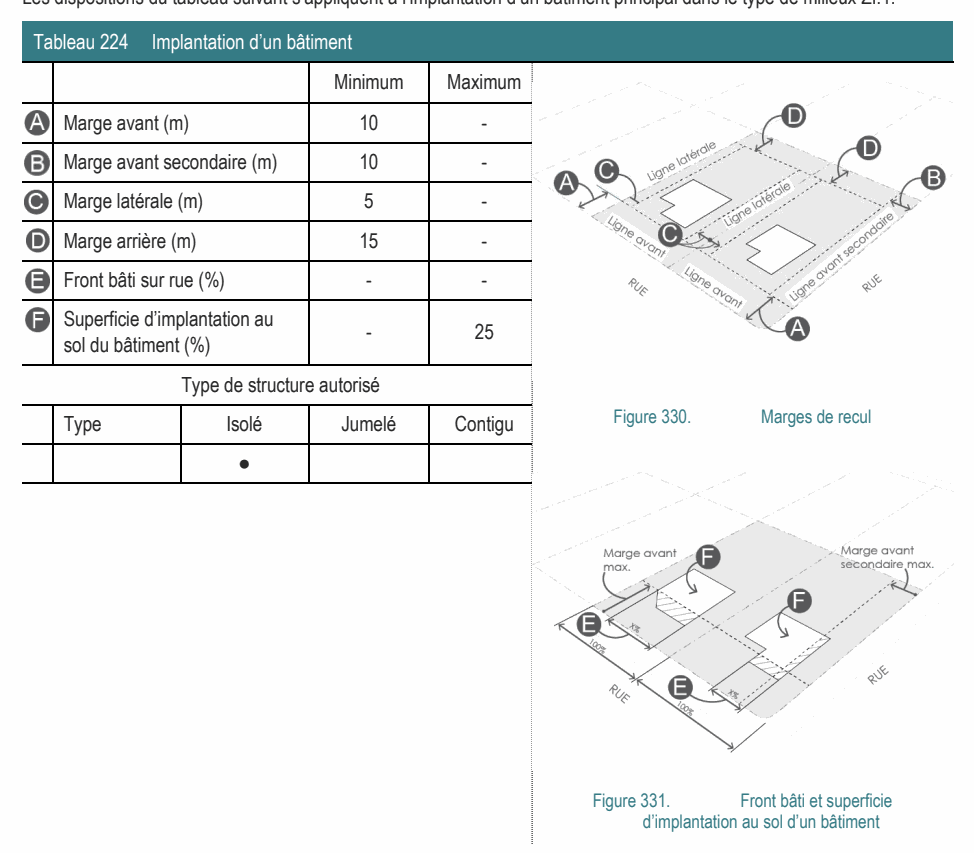 Les dispositions du tableau suivant s'appliquent à l'implantation d'un bâtiment principal dans le type de milieux ZI.1.
Tableau 224 Implantation d'un bâtiment
Minimum Maximum
A Marge avant (m) 10 -
B Marge avant secondaire (m) 10 -
C Marge latérale (m) 5 -
D Marge arrière (m) 15 -
E Front bâti sur rue (%) - -
F Superficie d'implantation au
sol du bâtiment (%) - 25
Type de structure autorisé
Type Isolé Jumelé Contigu
●
D
D
C
A
B
Ligne latérale
Ligne latérale
C
Ligne avant
Ligne avant
Ligne avant secondaire
RUE
RUE
A
Figure 330. Marges de recul
Marge avant
max.
F
Marge avant
secondaire max.
F
E
X%
100%
RUE
E
X%
100%
RUE
Figure 331. Front bâti et superficie
d'implantation au sol d'un bâtiment